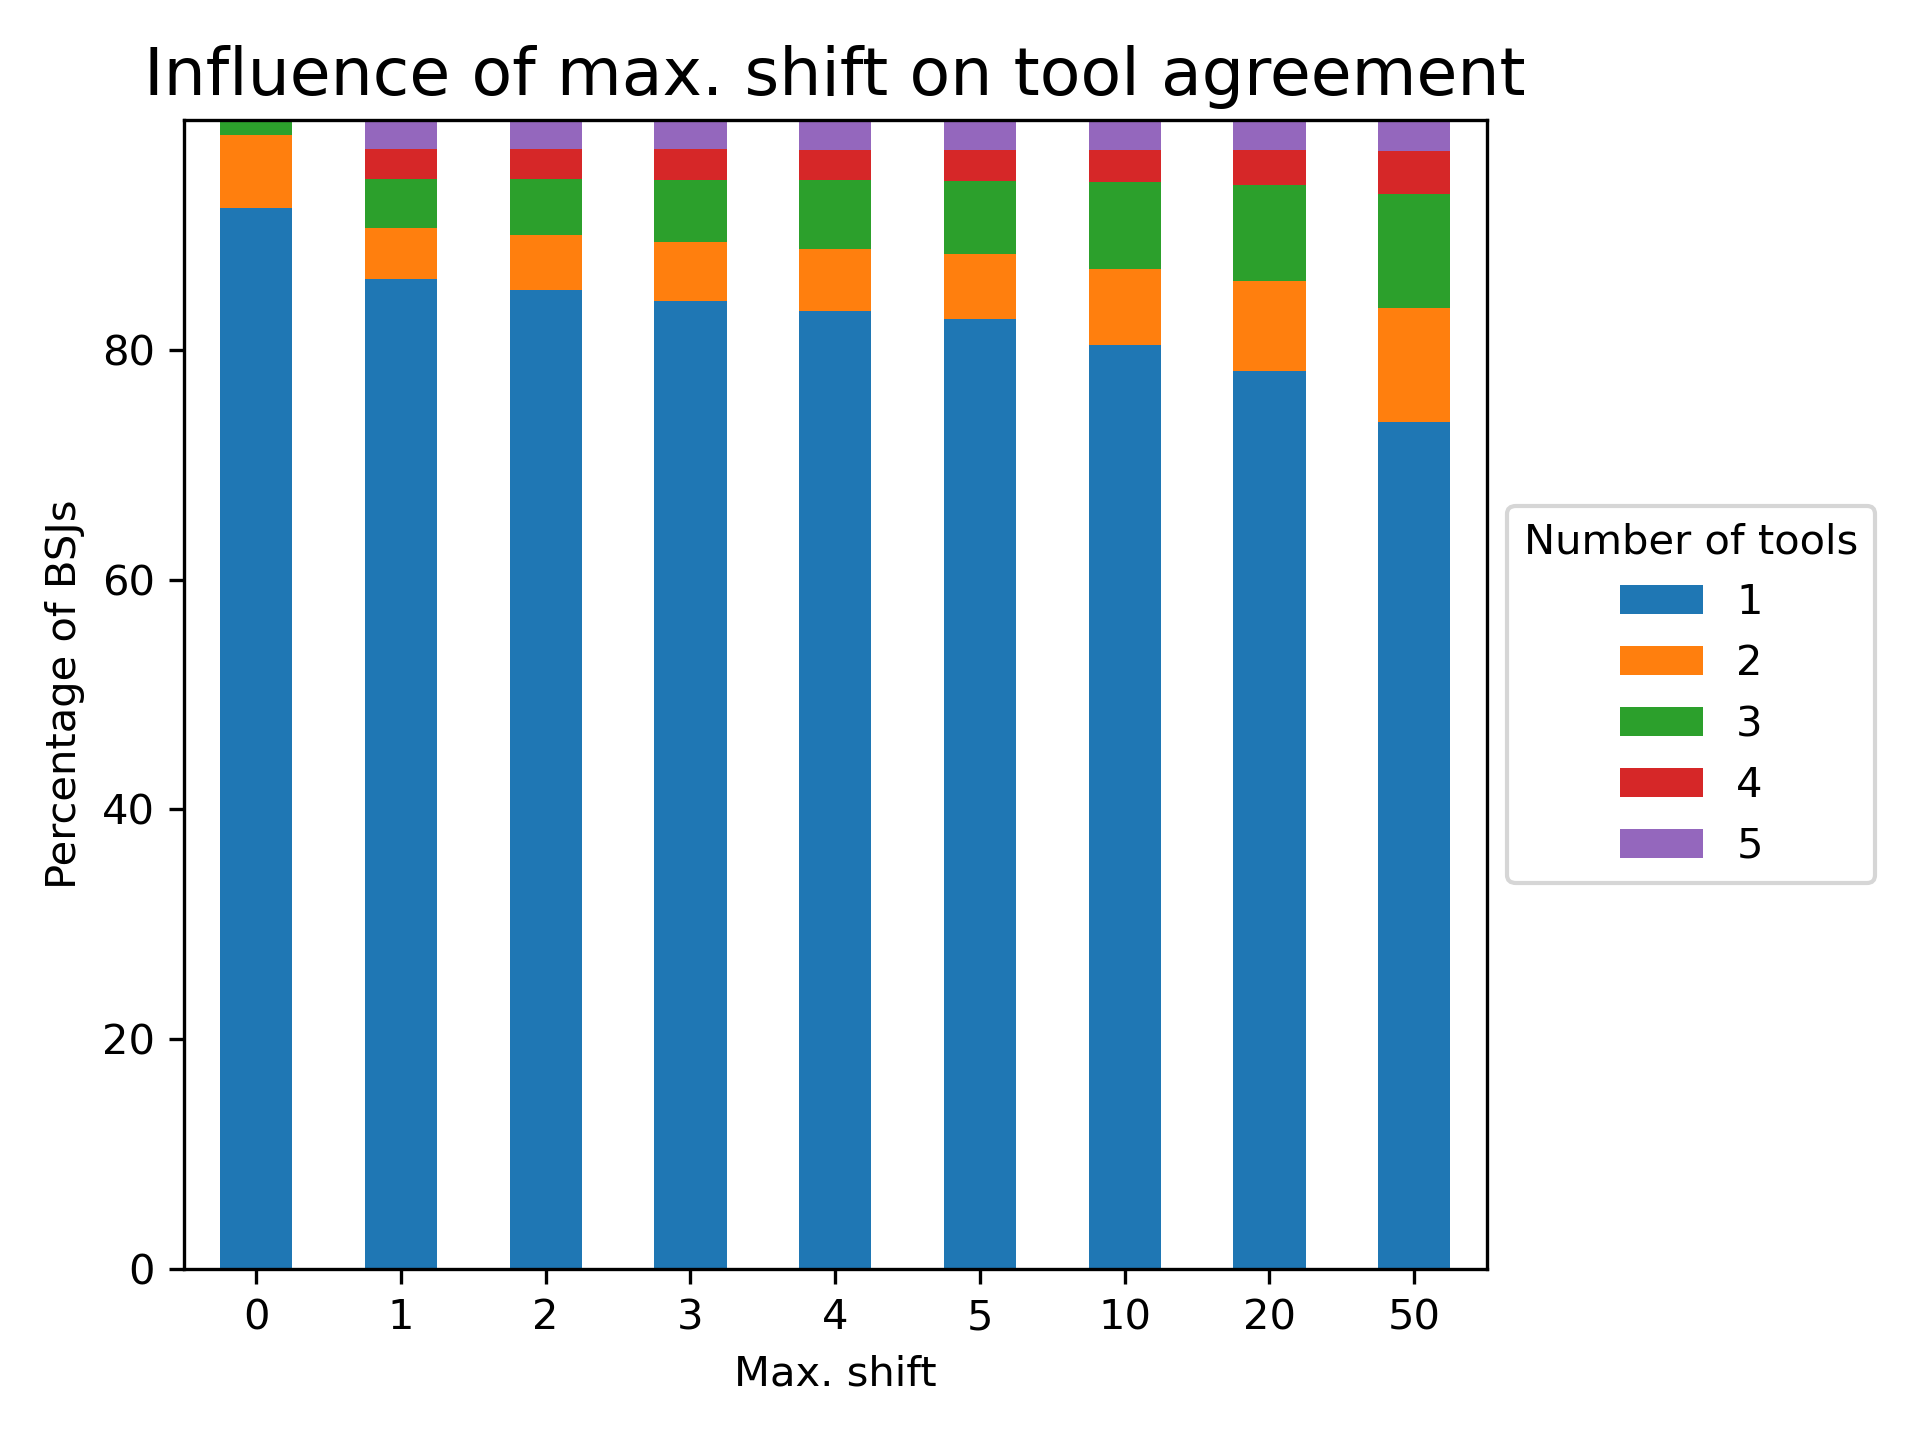 Influence of max. shift on tool agreement
Percentage of BSJs
80
60
40
20
0
0 1 2 3 4 5 10 20 50
Max. shift
Number of tools
1
2
3
4
5